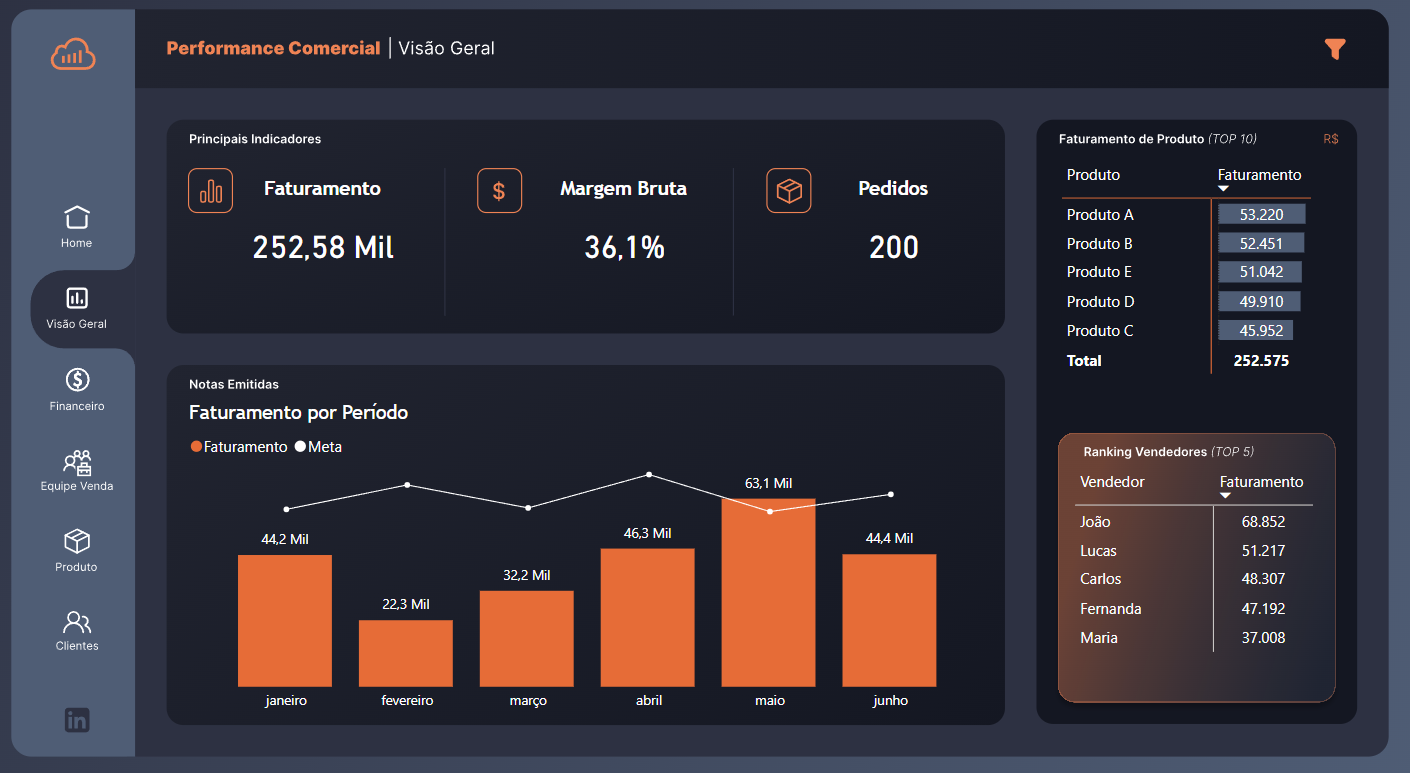 Performance Comercial | Visão Geral
Home
Visão Geral
Financeiro
Equipe Venda
Produto
Clientes
in
Principais Indicadores
Faturamento
252,58 Mil
$
Margem Bruta
36,1%
Pedidos
200
Notas Emitidas
Faturamento por Período
Faturamento Meta
44,2 Mil
22,3 Mil
32,2 Mil
46,3 Mil
63,1 Mil
44,4 Mil
janeiro fevereiro março abril maio junho
Faturamento de Produto (TOP 10) R$
Produto Faturamento
Produto A 53.220
Produto B 52.451
Produto E 51.042
Produto D 49.910
Produto C 45.952
Total 252.575
Ranking Vendedores (TOP 5)
Vendedor Faturamento
João 68.852
Lucas 51.217
Carlos 48.307
Fernanda 47.192
Maria 37.008